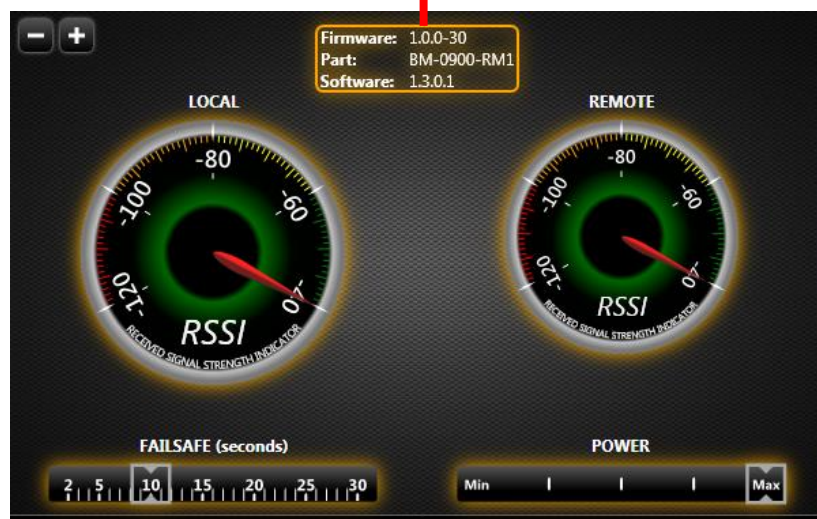 − +
Firmware: 1.0.0-30
Part: BM-0900-RM1
Software: 1.3.0.1
LOCAL
-120 -100 -80 -60 -40
RSSI
RECEIVED SIGNAL STRENGTH INDICATOR
REMOTE
-120 -100 -80 -60 -40
RSSI
RECEIVED SIGNAL STRENGTH INDICATOR
FAILSAFE (seconds)
2 5 10 15 20 25 30
POWER
Min Max